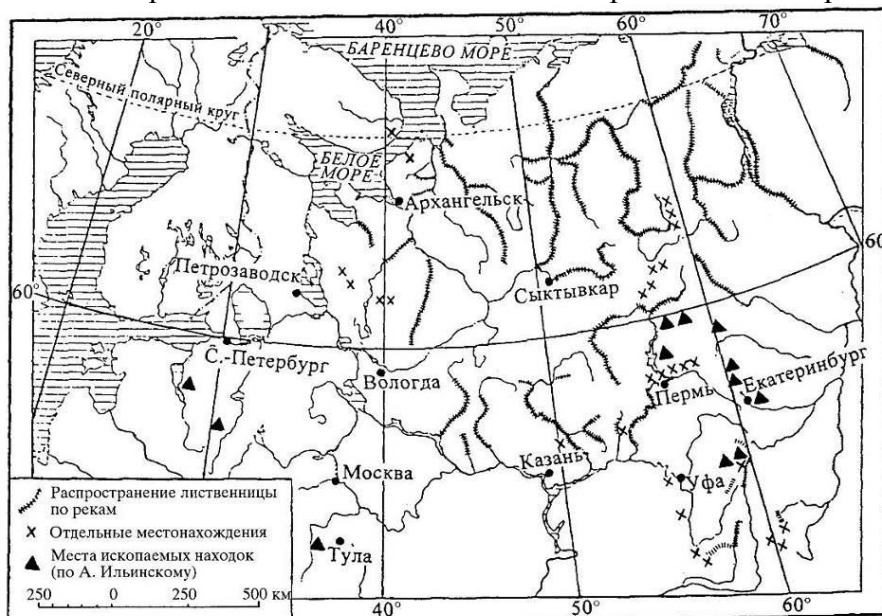 20° 30° 40° 50° 60° 70°
БАРЕНЦЕВО МОРЕ
Северный полярный круг
БЕЛОЕ
МОРЕ
Архангельск
Петрозаводск
Сыктывкар
60°
60
С.-Петербург
Вологда
Пермь
Екатеринбург
Москва
Казань
Уфа
Тула
Распространение лиственницы
по рекам
Отдельные местонахождения
Места ископаемых находок
(по А. Ильинскому)
250 0 250 500 км
40° 50° 60°